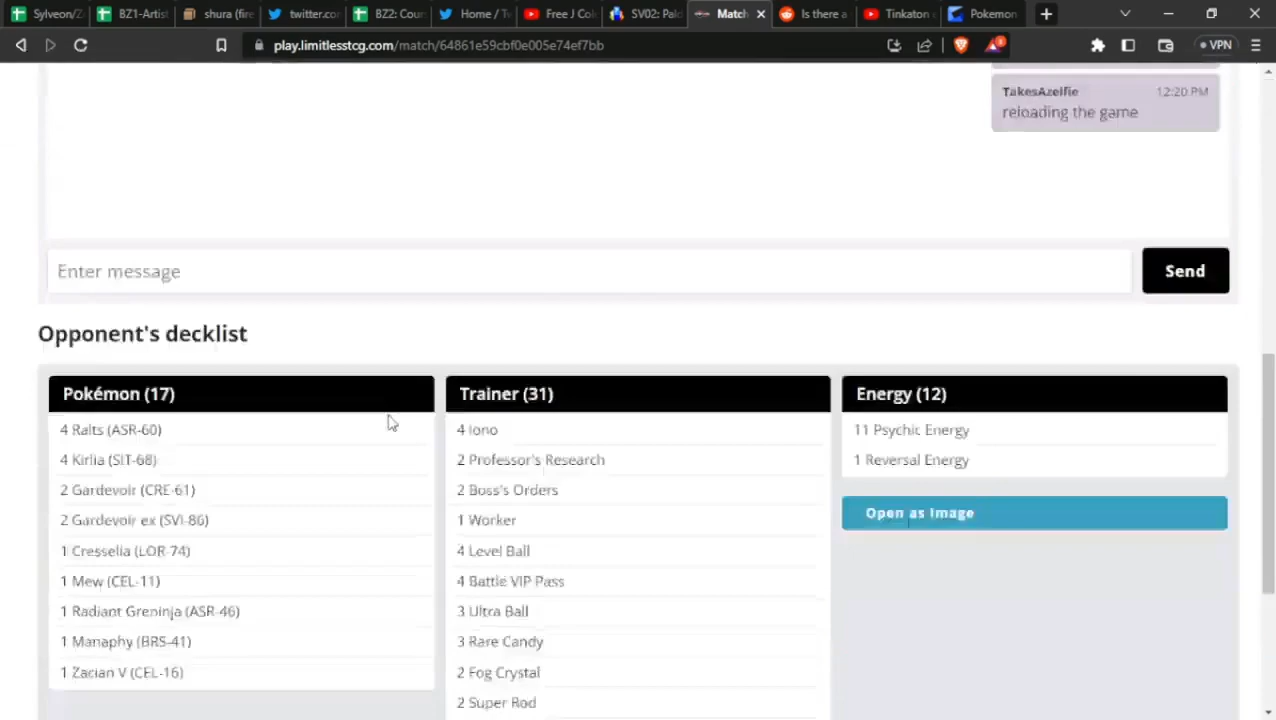 Sylveon/Z
BZ1-Artist
shura (fire
twitter.co
BZ2: Coun
Home / T
Free J Co
SV02: Pal
Match
Is there a
Tinkaton
Pokemon
play.limitlesstcg.com/match/64861e59cbf0e005e74ef7bb
VPN
TakesAzelfie 12:20 PM
reloading the game
Enter message
Send
Opponent's decklist
Pokémon (17)
4 Ralts (ASR-60)
4 Kirlia (SIT-68)
2 Gardevoir (CRE-61)
2 Gardevoir ex (SVI-86)
1 Cresselia (LOR-74)
1 Mew (CEL-11)
1 Radiant Greninja (ASR-46)
1 Manaphy (BRS-41)
1 Zacian V (CEL-16)
Trainer (31)
4 Iono
2 Professor's Research
2 Boss's Orders
1 Worker
4 Level Ball
4 Battle VIP Pass
3 Ultra Ball
3 Rare Candy
2 Fog Crystal
2 Super Rod
Energy (12)
11 Psychic Energy
1 Reversal Energy
Open as Image